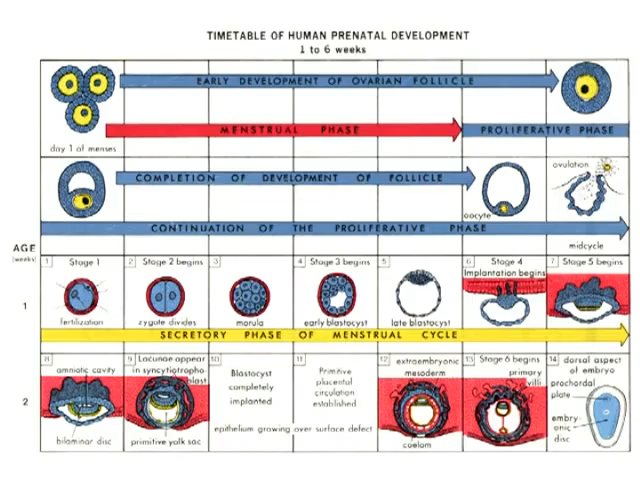 TIMETABLE OF HUMAN PRENATAL DEVELOPMENT
1 to 6 weeks
EARLY DEVELOPMENT OF OVARIAN FOLLICLE
MENSTRUAL PHASE
PROLIFERATIVE PHASE
day 1 of menses
COMPLETION OF DEVELOPMENT OF FOLLICLE
ovulation
oocyte
CONTINUATION OF THE PROLIFERATIVE PHASE
midcycle
AGE
(weeks)
1
1 Stage 1
fertilization
2 Stage 2 begins
zygote divides
3
morula
4 Stage 3 begins
early blastocyst
5
late blastocyst
6 Stage 4
Implantation begins
7 Stage 5 begins
SECRETORY PHASE OF MENSTRUAL CYCLE
2
8
amniotic cavity
bilaminar disc
9 Lacunae appear
in syncytiotropho-
blast
primitive yolk sac
10
Blastocyst
completely
implanted
11
Primitive
placental
circulation
established
epithelium growing over surface defect
12 extraembryonic
mesoderm
coelom
13 Stage 6 begins
primary
villi
14 dorsal aspect
of embryo
prochordal
plate
embry-
onic
disc